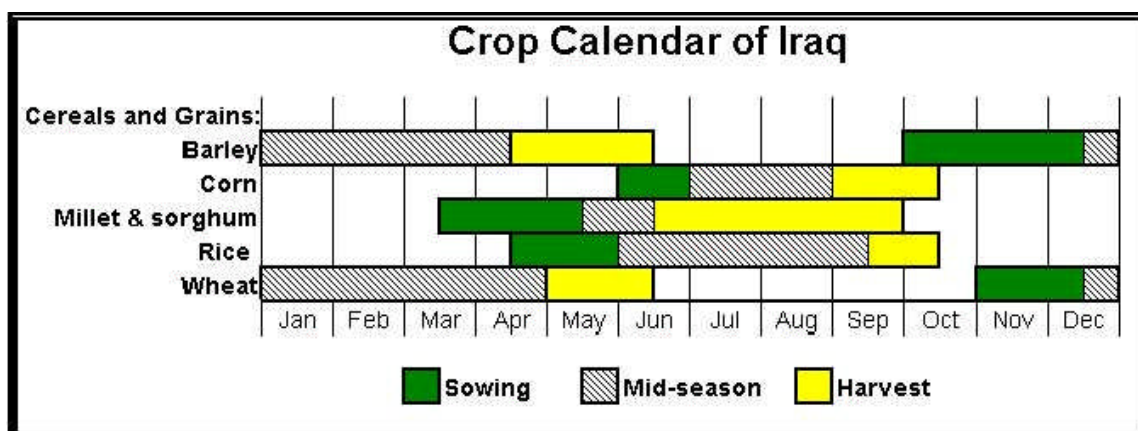 Crop Calendar of Iraq
Cereals and Grains:
Barley
Corn
Millet & sorghum
Rice
Wheat
Jan Feb Mar Apr May Jun Jul Aug Sep Oct Nov Dec
Sowing Mid-season Harvest